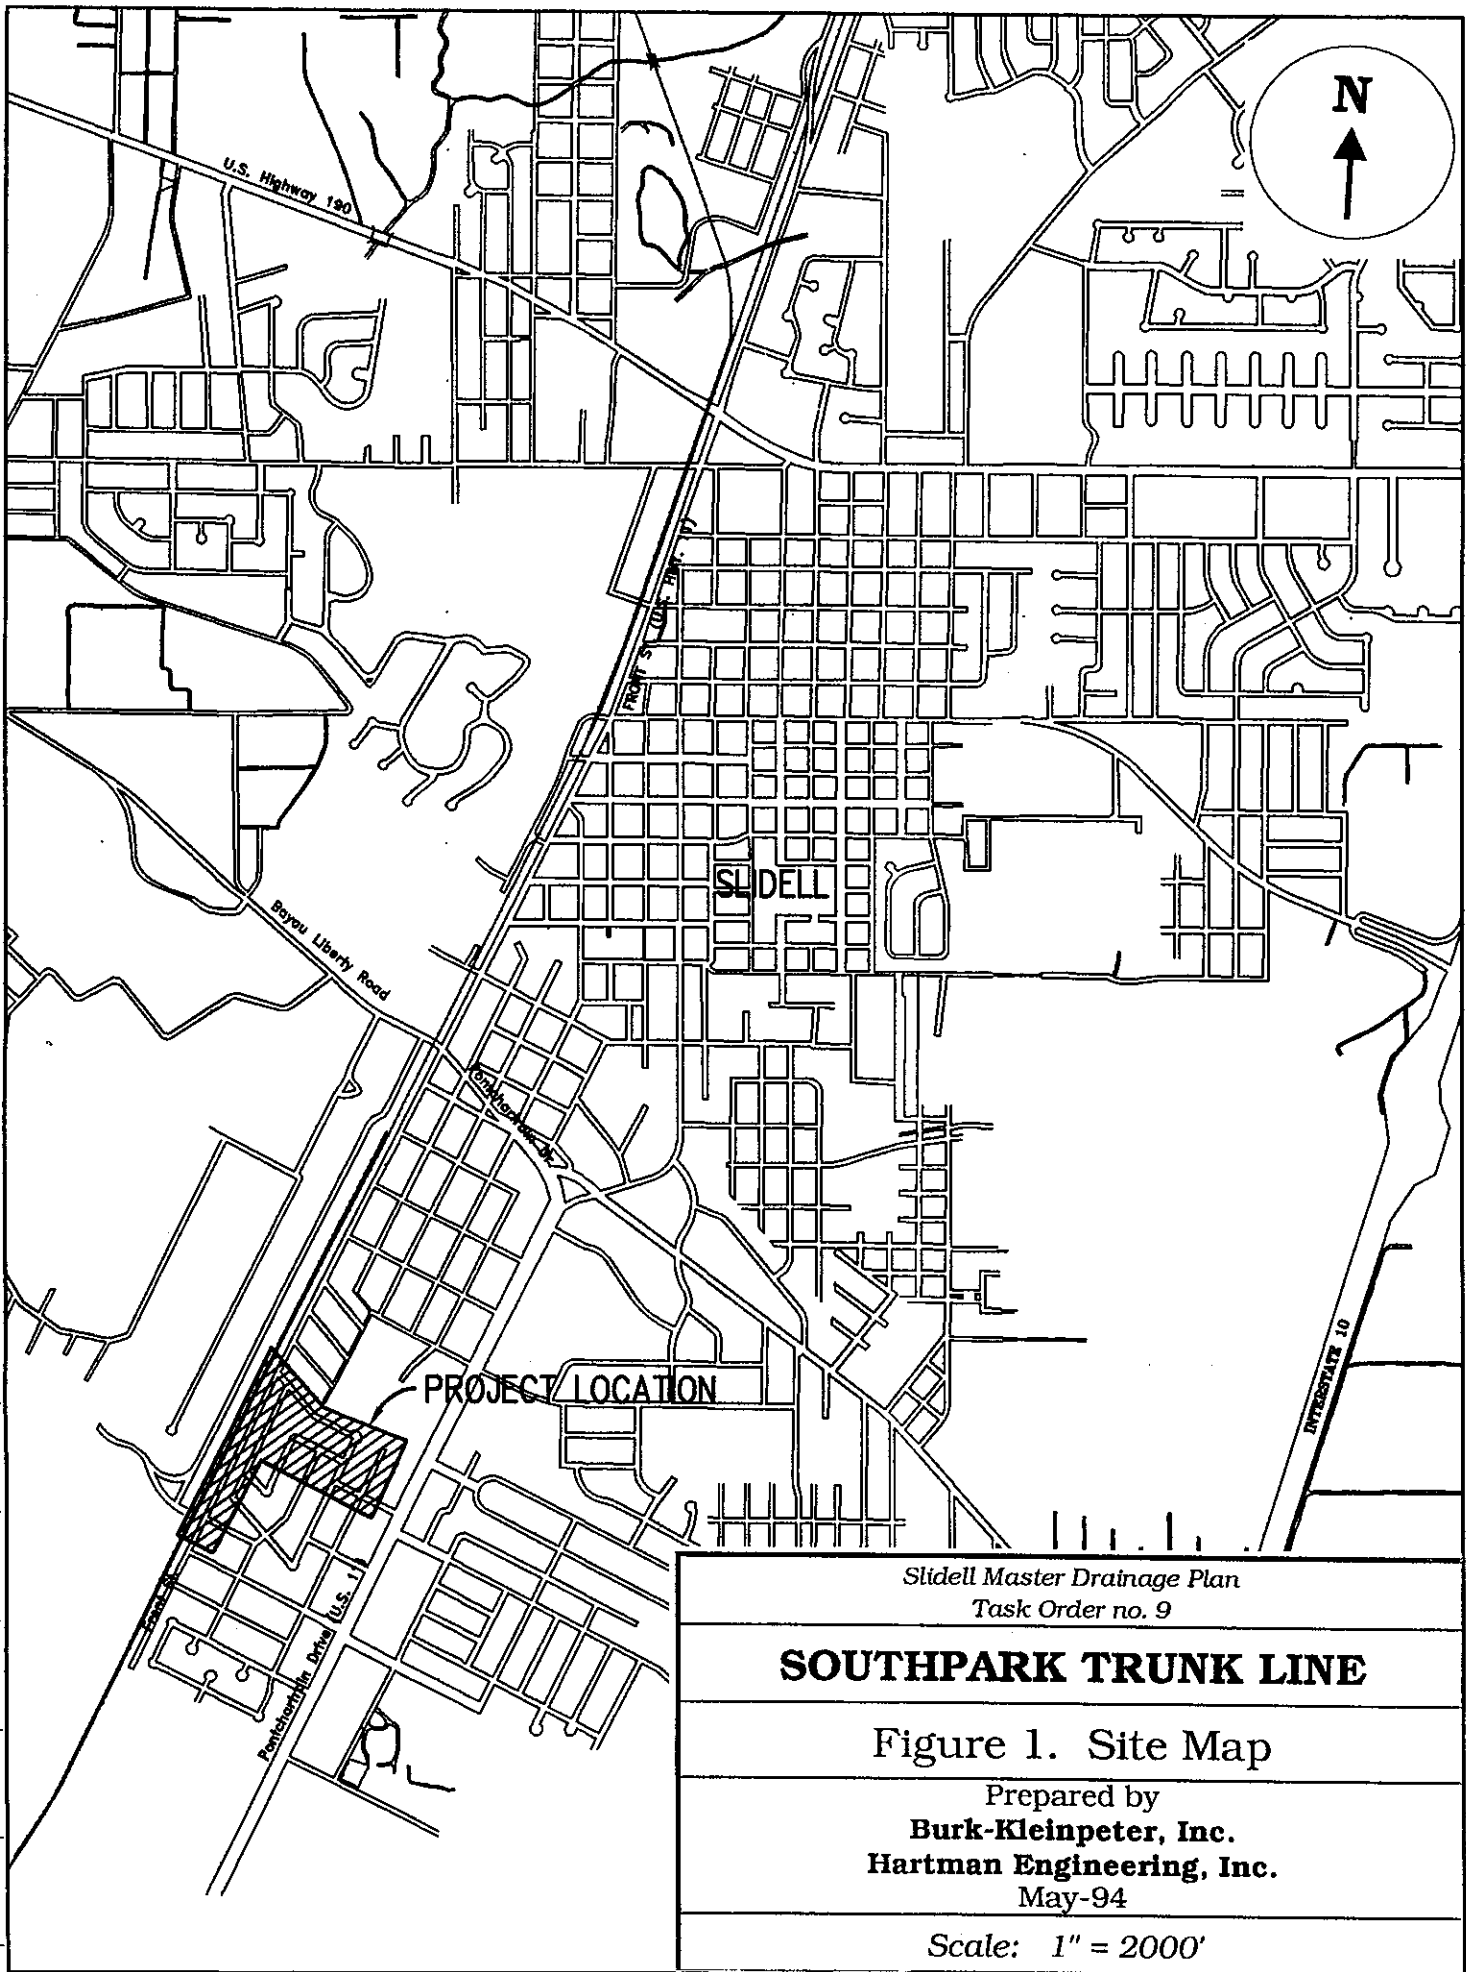 N
U.S. Highway 190
FRONT ST (U.S. HWY.
SLIDELL
Bayou Liberty Road
Pontchartrain Dr.
PROJECT LOCATION
INTERSTATE 10
Front St.
Pontchartrain Drive (U.S. 11)
Slidell Master Drainage Plan
Task Order no. 9
SOUTHPARK TRUNK LINE
Figure 1. Site Map
Prepared by
Burk-Kleinpeter, Inc.
Hartman Engineering, Inc.
May-94
Scale: 1" = 2000'